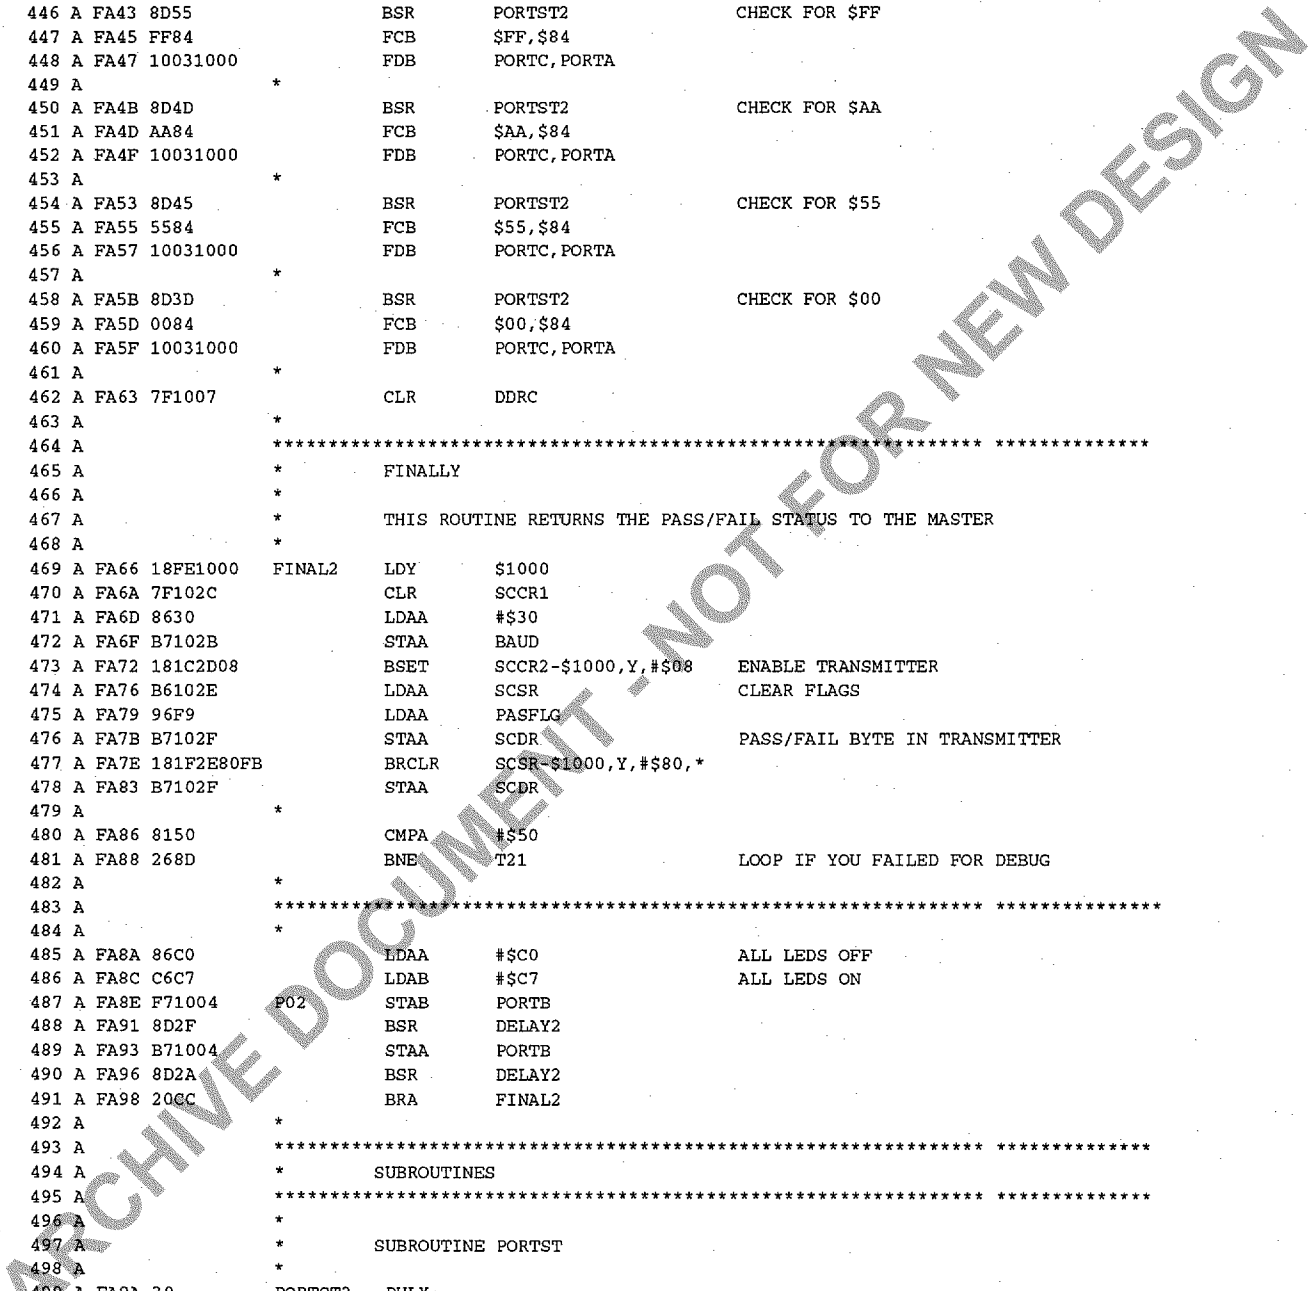 446 A FA43 8D55 BSR PORTST2 CHECK FOR $FF
447 A FA45 FF84 FCB $FF,$84
448 A FA47 10031000 FDB PORTC,PORTA
449 A *
450 A FA4B 8D4D BSR PORTST2 CHECK FOR $AA
451 A FA4D AA84 FCB $AA,$84
452 A FA4F 10031000 FDB PORTC,PORTA
453 A *
454 A FA53 8D45 BSR PORTST2 CHECK FOR $55
455 A FA55 5584 FCB $55,$84
456 A FA57 10031000 FDB PORTC,PORTA
457 A *
458 A FA5B 8D3D BSR PORTST2 CHECK FOR $00
459 A FA5D 0084 FCB $00,$84
460 A FA5F 10031000 FDB PORTC,PORTA
461 A *
462 A FA63 7F1007 CLR DDRC
463 A *
464 A **************************************************************** **************
465 A * FINALLY
466 A *
467 A * THIS ROUTINE RETURNS THE PASS/FAIL STATUS TO THE MASTER
468 A *
469 A FA66 18FE1000 FINAL2 LDY $1000
470 A FA6A 7F102C CLR SCCR1
471 A FA6D 8630 LDAA #$30
472 A FA6F B7102B STAA BAUD
473 A FA72 181C2D08 BSET SCCR2-$1000,Y,#$08 ENABLE TRANSMITTER
474 A FA76 B6102E LDAA SCSR CLEAR FLAGS
475 A FA79 96F9 LDAA PASFLG
476 A FA7B B7102F STAA SCDR PASS/FAIL BYTE IN TRANSMITTER
477 A FA7E 181F2E80FB BRCLR SCSR-$1000,Y,#$80,*
478 A FA83 B7102F STAA SCDR
479 A *
480 A FA86 8150 CMPA #$50
481 A FA88 268D BNE T21 LOOP IF YOU FAILED FOR DEBUG
482 A *
483 A **************************************************************** ***************
484 A *
485 A FA8A 86C0 LDAA #$C0 ALL LEDS OFF
486 A FA8C C6C7 LDAB #$C7 ALL LEDS ON
487 A FA8E F71004 P02 STAB PORTB
488 A FA91 8D2F BSR DELAY2
489 A FA93 B71004 STAA PORTB
490 A FA96 8D2A BSR DELAY2
491 A FA98 20CC BRA FINAL2
492 A *
493 A **************************************************************** **************
494 A * SUBROUTINES
495 A **************************************************************** **************
496 A *
497 A * SUBROUTINE PORTST
498 A *
ARCHIVE DOCUMENT - NOT FOR NEW DESIGN